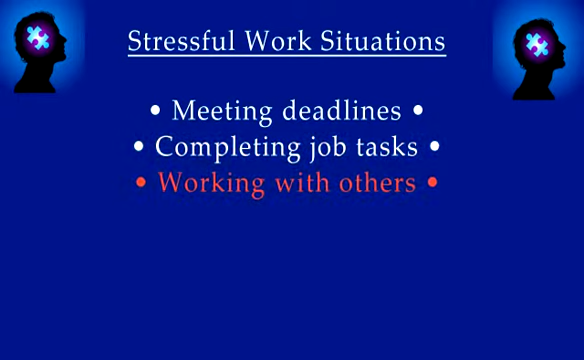 Stressful Work Situations
• Meeting deadlines •
• Completing job tasks •
• Working with others •